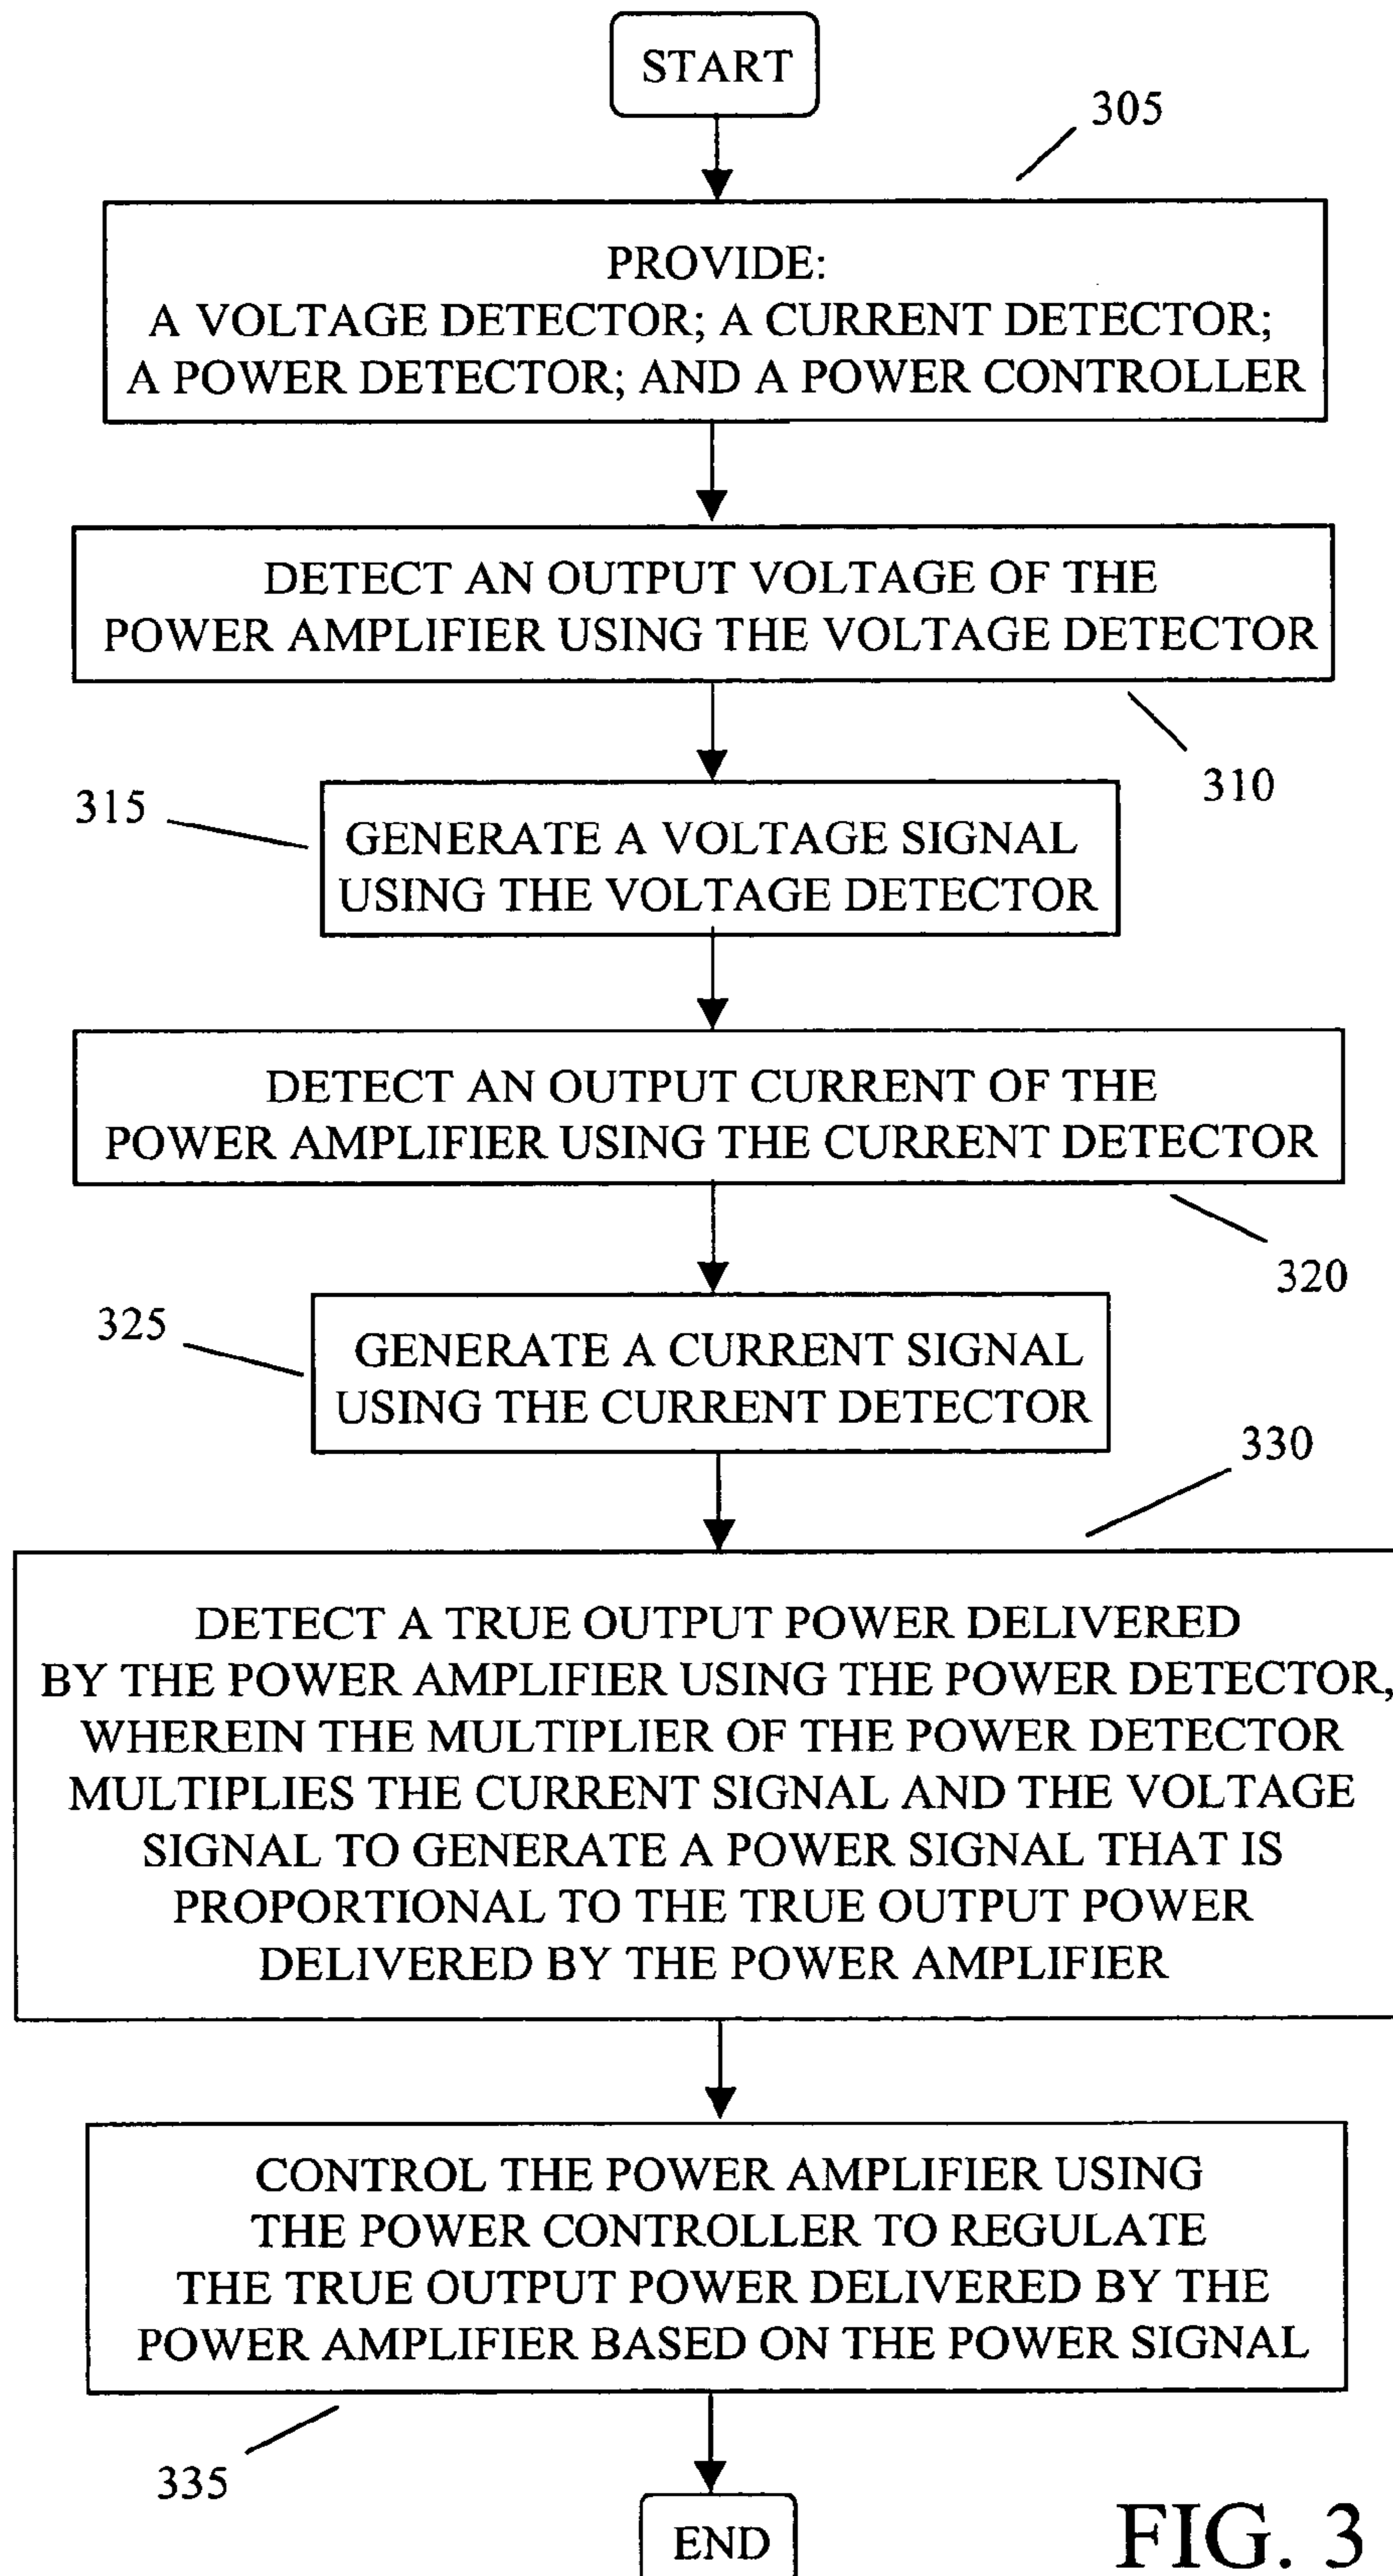 START
305
PROVIDE:
A VOLTAGE DETECTOR; A CURRENT DETECTOR;
A POWER DETECTOR; AND A POWER CONTROLLER
DETECT AN OUTPUT VOLTAGE OF THE
POWER AMPLIFIER USING THE VOLTAGE DETECTOR
310
315
GENERATE A VOLTAGE SIGNAL
USING THE VOLTAGE DETECTOR
DETECT AN OUTPUT CURRENT OF THE
POWER AMPLIFIER USING THE CURRENT DETECTOR
320
325
GENERATE A CURRENT SIGNAL
USING THE CURRENT DETECTOR
330
DETECT A TRUE OUTPUT POWER DELIVERED
BY THE POWER AMPLIFIER USING THE POWER DETECTOR,
WHEREIN THE MULTIPLIER OF THE POWER DETECTOR
MULTIPLIES THE CURRENT SIGNAL AND THE VOLTAGE
SIGNAL TO GENERATE A POWER SIGNAL THAT IS
PROPORTIONAL TO THE TRUE OUTPUT POWER
DELIVERED BY THE POWER AMPLIFIER
CONTROL THE POWER AMPLIFIER USING
THE POWER CONTROLLER TO REGULATE
THE TRUE OUTPUT POWER DELIVERED BY THE
POWER AMPLIFIER BASED ON THE POWER SIGNAL
335
END
FIG. 3